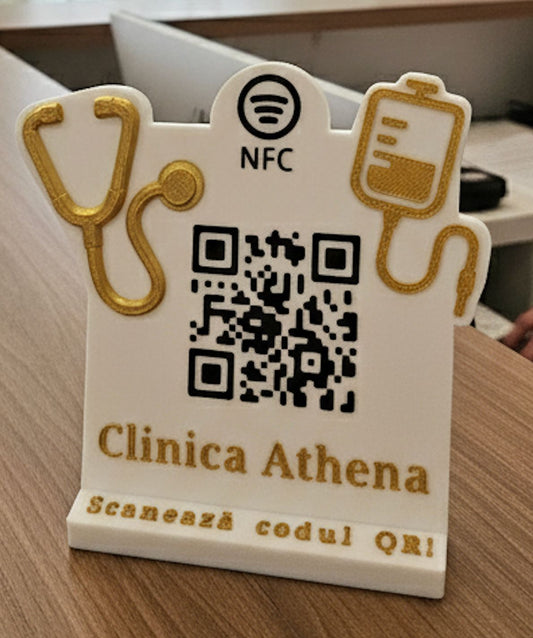 NFC
Clinica Athena
Scanează codul QR!